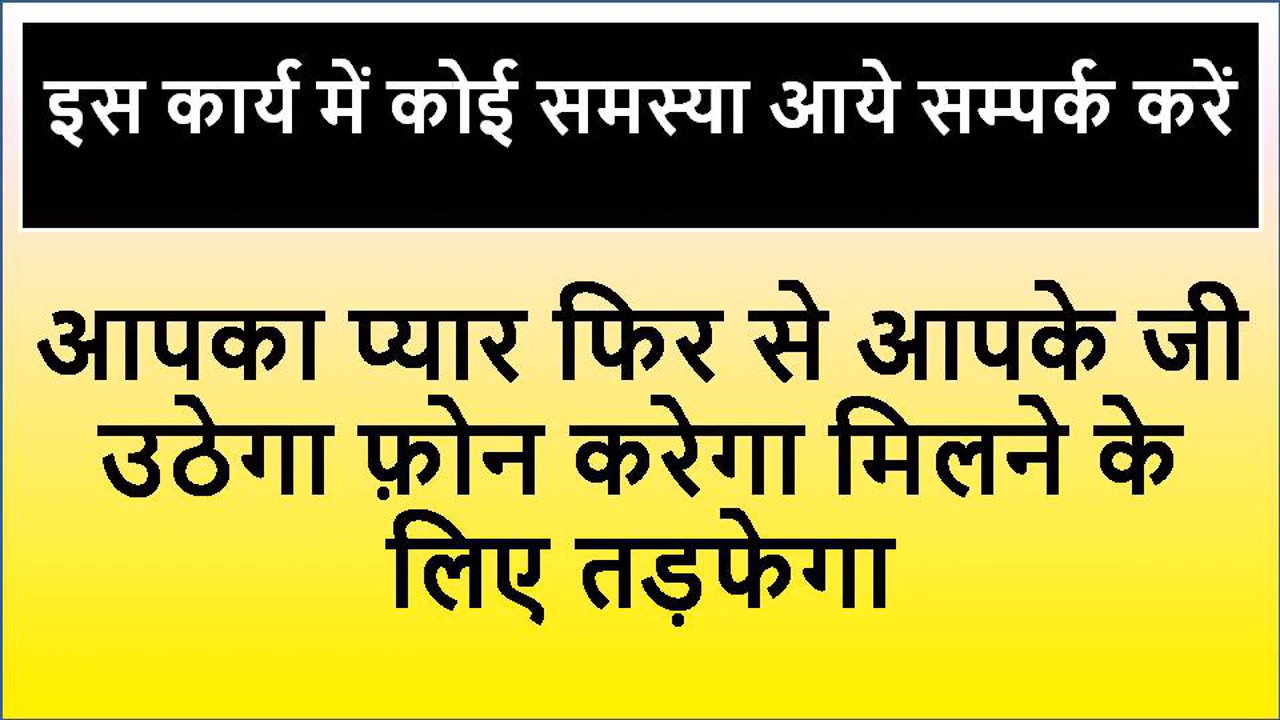 इस कार्य में कोई समस्या आये सम्पर्क करें
आपका प्यार फिर से आपके जी
उठेगा फ़ोन करेगा मिलने के
लिए तड़फेगा